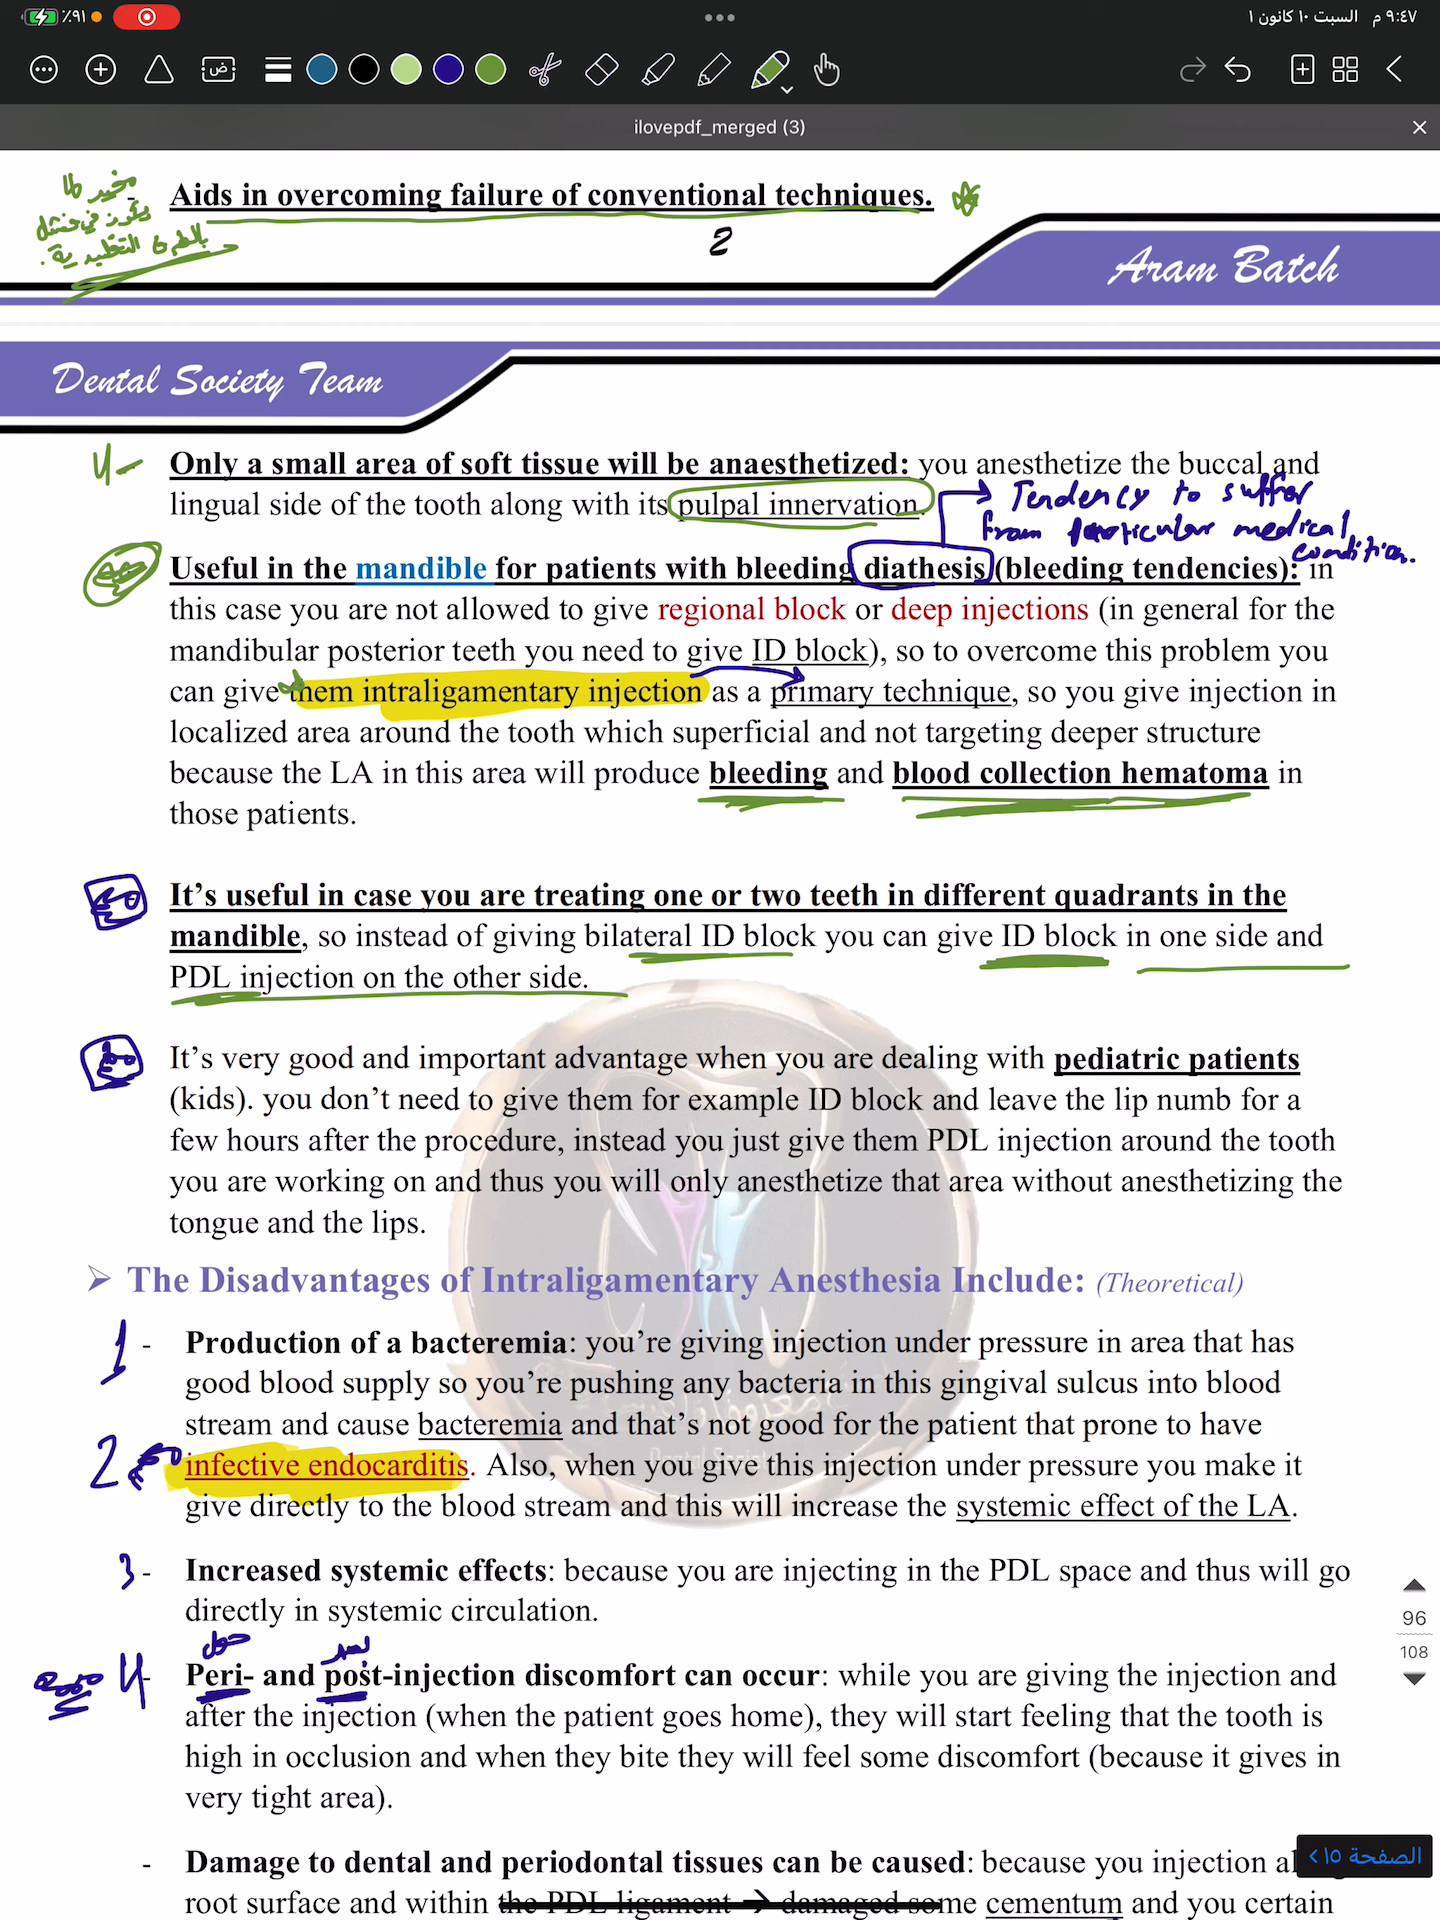 ٪٩١
٩:٤٧ م السبت ١٠ كانون ١
ilovepdf_merged (3)
Aids in overcoming failure of conventional techniques.
2
Aram Batch
Dental Society Team
4- Only a small area of soft tissue will be anaesthetized: you anesthetize the buccal and
lingual side of the tooth along with its pulpal innervation.
Tendency to suffer
from particular medical
condition.
Useful in the mandible for patients with bleeding diathesis (bleeding tendencies): in
this case you are not allowed to give regional block or deep injections (in general for the
mandibular posterior teeth you need to give ID block), so to overcome this problem you
can give them intraligamentary injection as a primary technique, so you give injection in
localized area around the tooth which superficial and not targeting deeper structure
because the LA in this area will produce bleeding and blood collection hematoma in
those patients.
It’s useful in case you are treating one or two teeth in different quadrants in the
mandible, so instead of giving bilateral ID block you can give ID block in one side and
PDL injection on the other side.
It’s very good and important advantage when you are dealing with pediatric patients
(kids). you don’t need to give them for example ID block and leave the lip numb for a
few hours after the procedure, instead you just give them PDL injection around the tooth
you are working on and thus you will only anesthetize that area without anesthetizing the
tongue and the lips.
➢ The Disadvantages of Intraligamentary Anesthesia Include: (Theoretical)
1 - Production of a bacteremia: you’re giving injection under pressure in area that has
good blood supply so you’re pushing any bacteria in this gingival sulcus into blood
stream and cause bacteremia and that’s not good for the patient that prone to have
2 infective endocarditis. Also, when you give this injection under pressure you make it
give directly to the blood stream and this will increase the systemic effect of the LA.
3 - Increased systemic effects: because you are injecting in the PDL space and thus will go
directly in systemic circulation.
حول بعد
4 - Peri- and post-injection discomfort can occur: while you are giving the injection and
after the injection (when the patient goes home), they will start feeling that the tooth is
high in occlusion and when they bite they will feel some discomfort (because it gives in
very tight area).
- Damage to dental and periodontal tissues can be caused: because you injection
root surface and within the PDL ligament → damaged some cementum and you certain
96
108
الصفحة ١٥